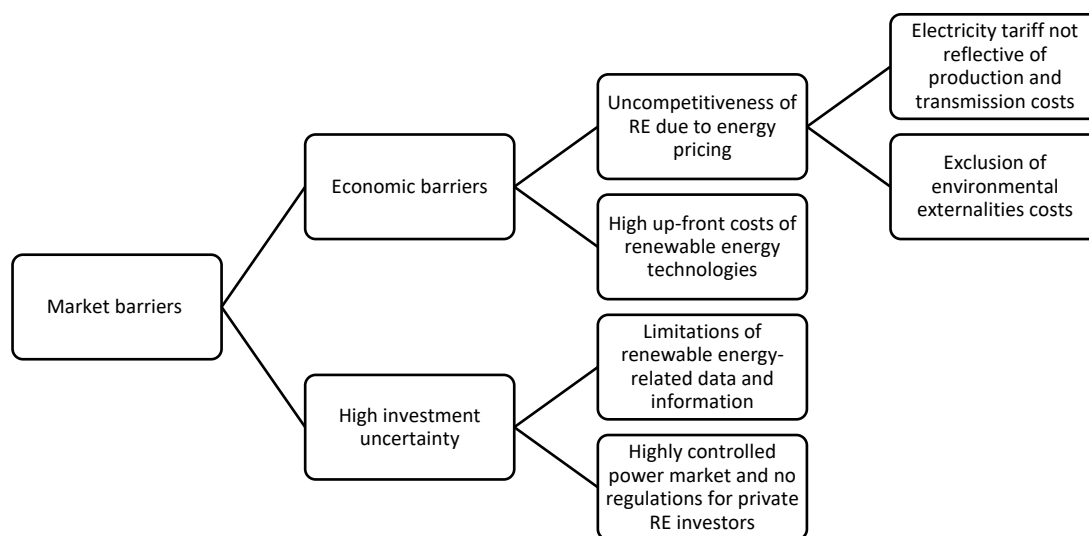 Market barriers
Economic barriers
Uncompetitiveness of
RE due to energy
pricing
Electricity tariff not
reflective of
production and
transmission costs
Exclusion of
environmental
externalities costs
High up-front costs of
renewable energy
technologies
High investment
uncertainty
Limitations of
renewable energy-
related data and
information
Highly controlled
power market and no
regulations for private
RE investors